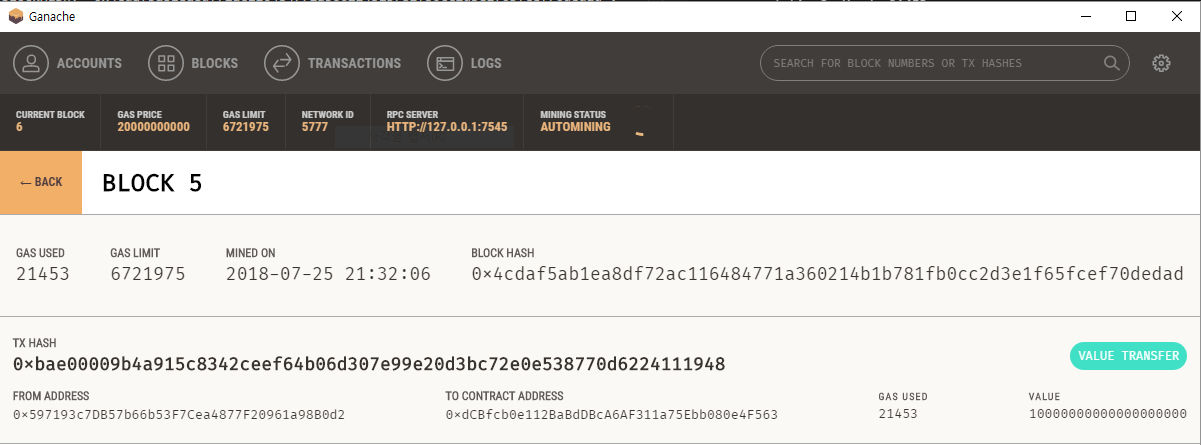 Ganache
ACCOUNTS BLOCKS TRANSACTIONS LOGS SEARCH FOR BLOCK NUMBERS OR TX HASHES
CURRENT BLOCK GAS PRICE GAS LIMIT NETWORK ID RPC SERVER MINING STATUS
6 20000000000 6721975 5777 HTTP://127.0.0.1:7545 AUTOMINING
← BACK BLOCK 5
GAS USED GAS LIMIT MINED ON BLOCK HASH
21453 6721975 2018-07-25 21:32:06 0×4cdaf5ab1ea8df72ac116484771a360214b1b781fb0cc2d3e1f65fcef70dedad
TX HASH
0×bae00009b4a915c8342ceef64b06d307e99e20d3bc72e0e538770d6224111948 VALUE TRANSFER
FROM ADDRESS TO CONTRACT ADDRESS GAS USED VALUE
0×597193c7DB57b66b53F7Cea4877F20961a98B0d2 0×dCBfcb0e112BaBdDBcA6AF311a75Ebb080e4F563 21453 10000000000000000000